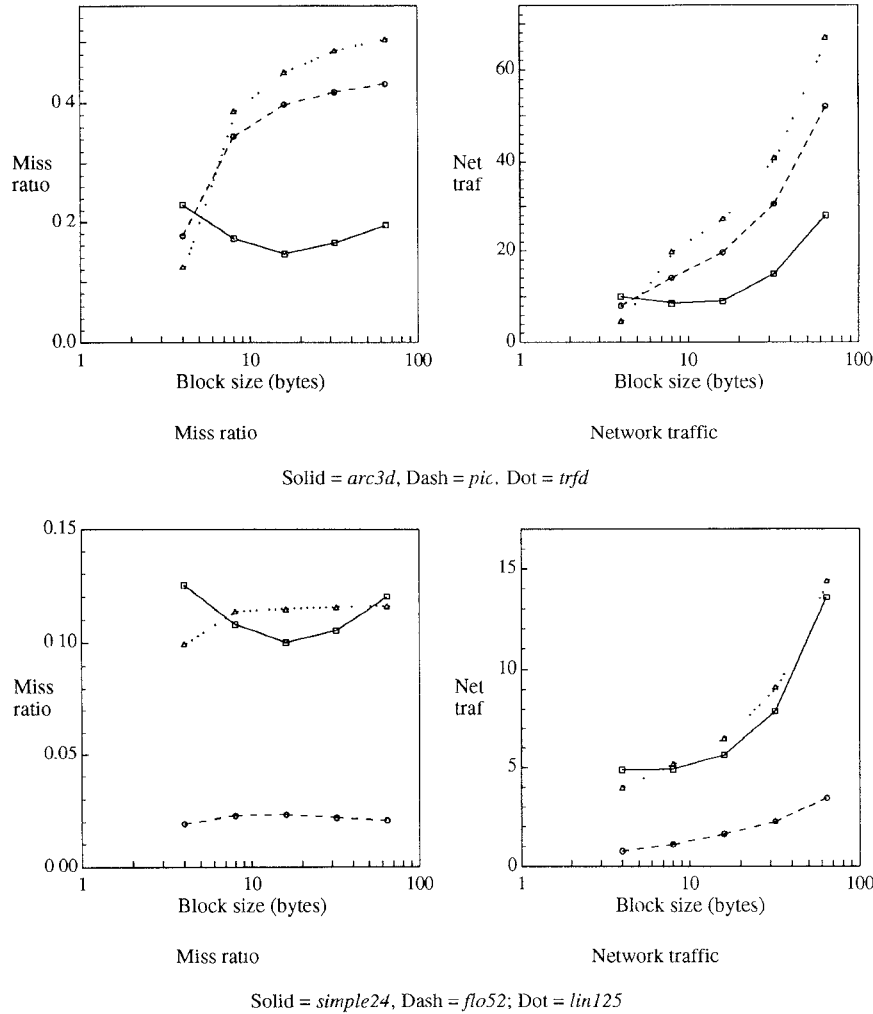 0 4
0 2
0.0
Miss
ratio
1 10 100
Block size (bytes)
Miss ratio
60
40
20
0
Net
traf
1 10 100
Block size (bytes)
Network traffic
Solid = arc3d, Dash = pic. Dot = trfd
0.15
0 10
0.05
0 00
Miss
ratio
1 10 100
Block size (bytes)
Miss ratio
15
10
5
0
Net
traf
1 10 100
Block size (bytes)
Network traffic
Solid = simple24, Dash = flo52; Dot = lin125